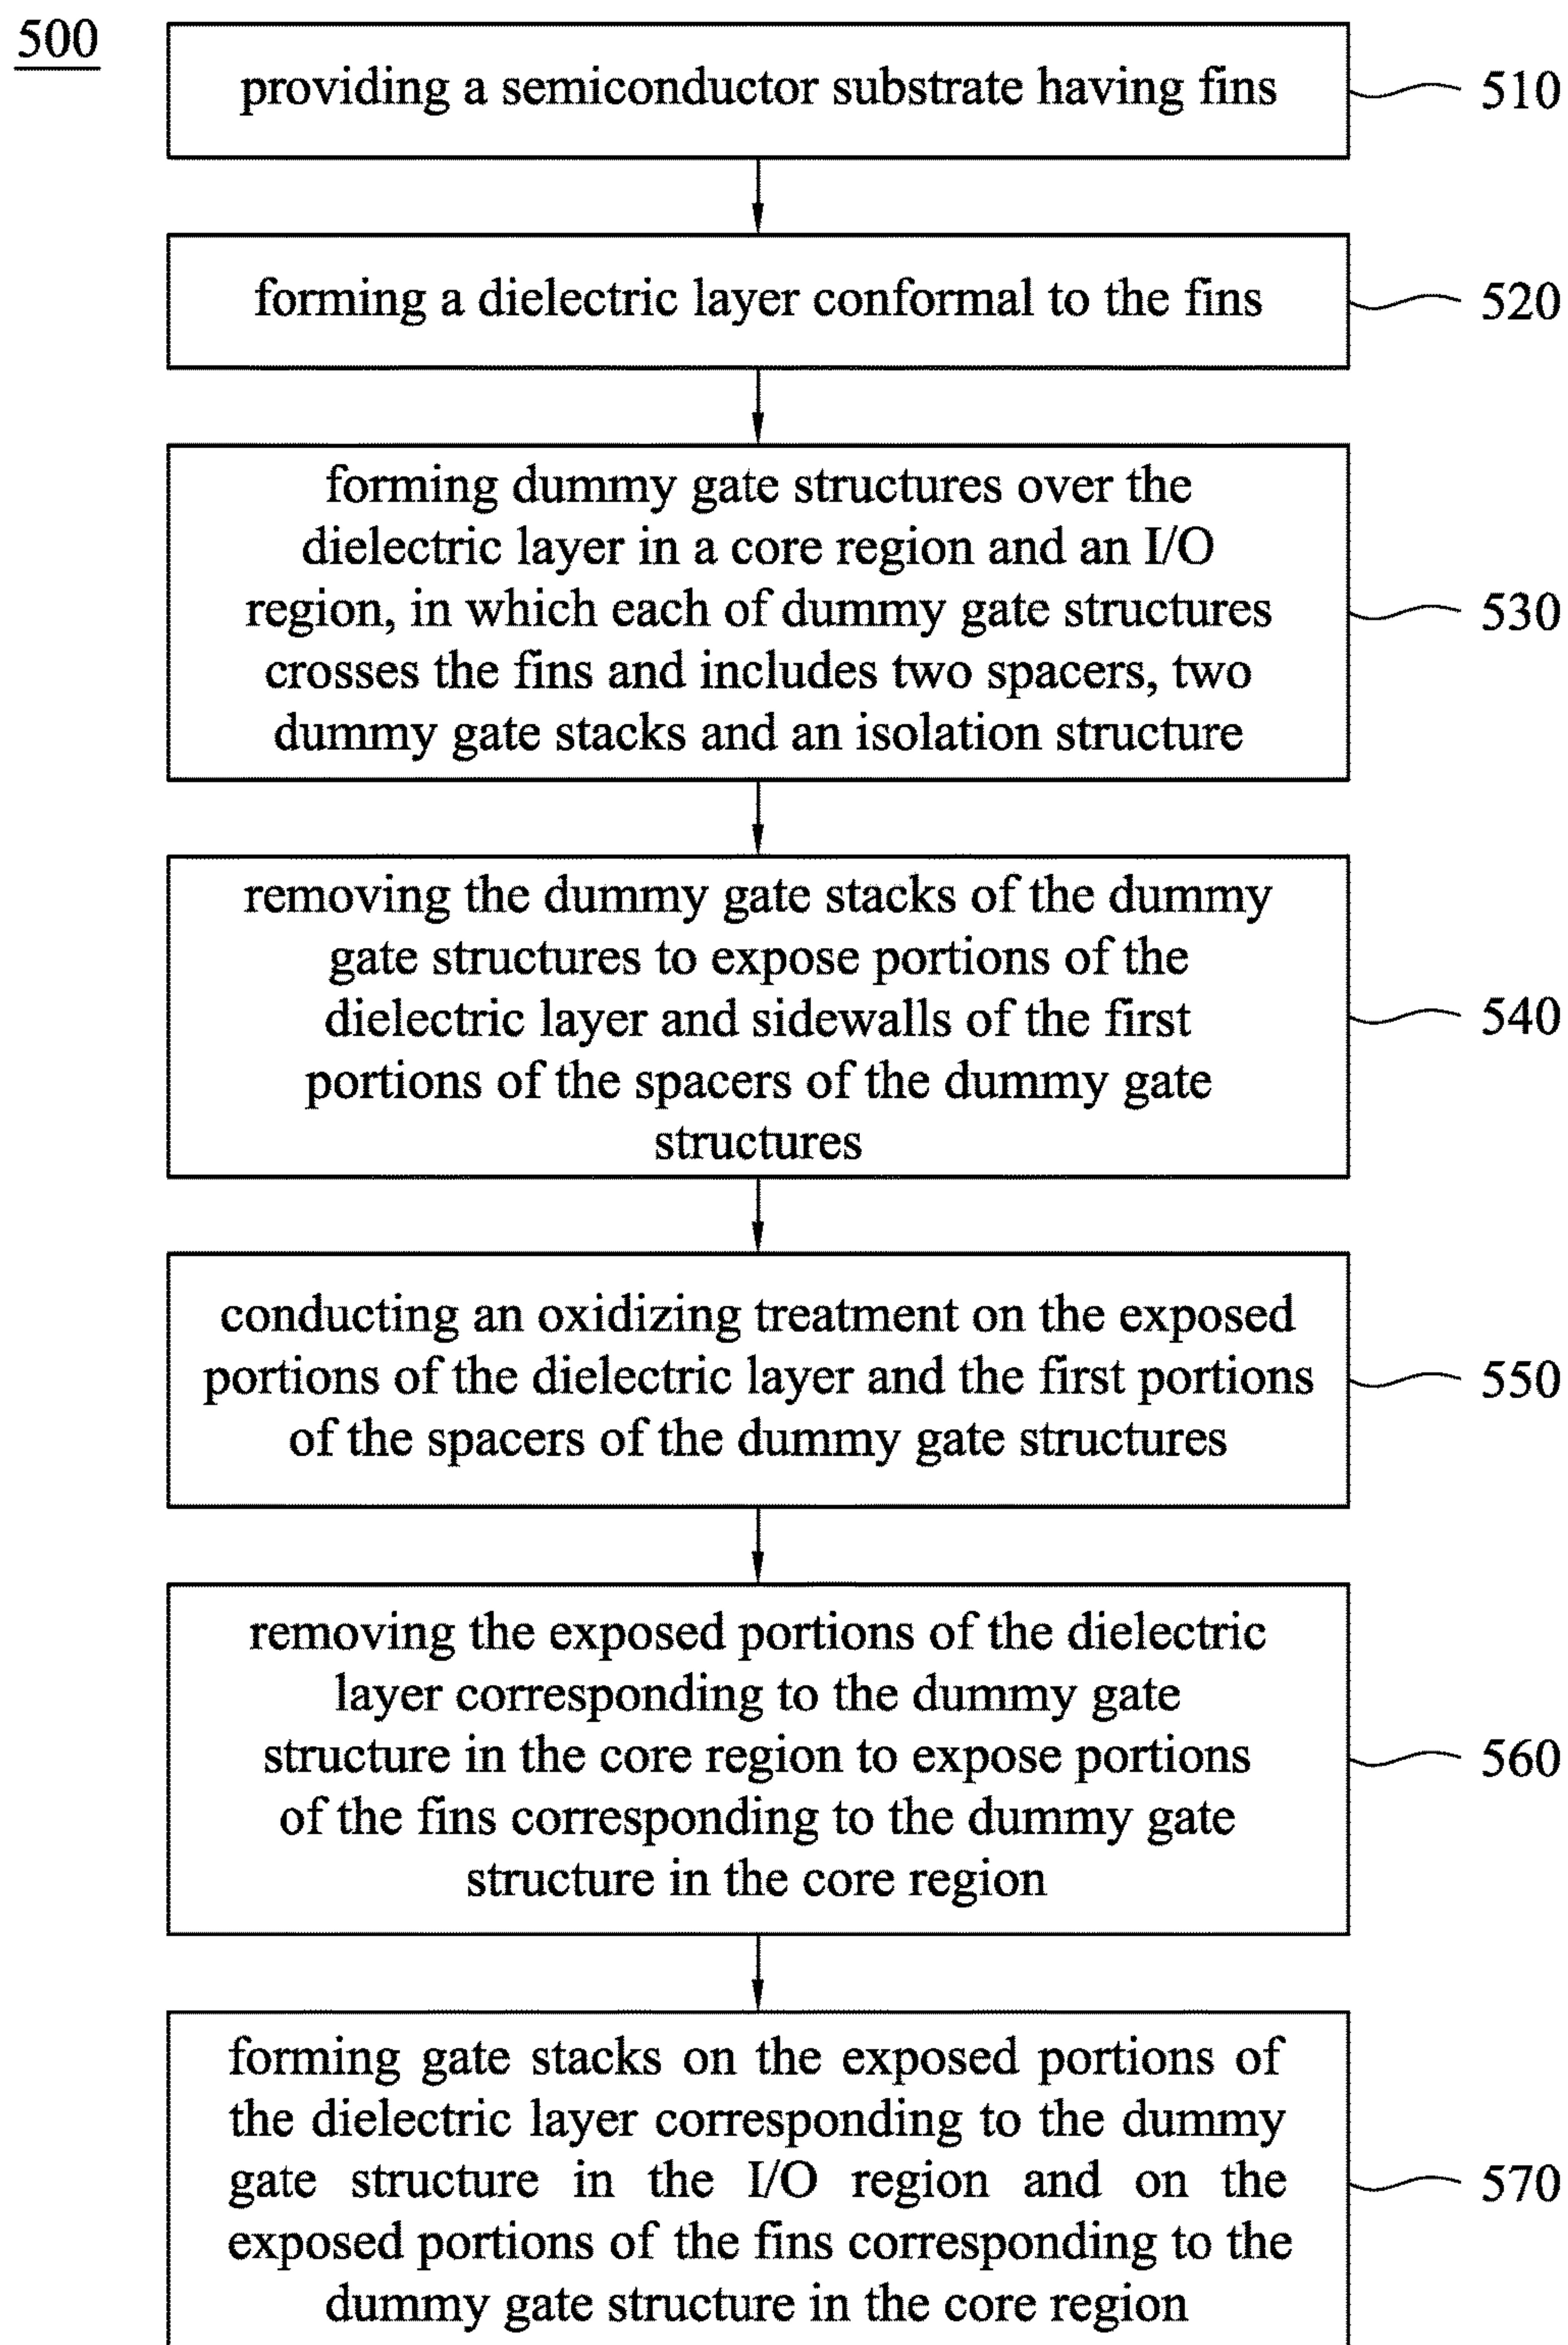 500
providing a semiconductor substrate having fins
510
forming a dielectric layer conformal to the fins
520
forming dummy gate structures over the
dielectric layer in a core region and an I/O
region, in which each of dummy gate structures
crosses the fins and includes two spacers, two
dummy gate stacks and an isolation structure
530
removing the dummy gate stacks of the dummy
gate structures to expose portions of the
dielectric layer and sidewalls of the first
portions of the spacers of the dummy gate
structures
540
conducting an oxidizing treatment on the exposed
portions of the dielectric layer and the first portions
of the spacers of the dummy gate structures
550
removing the exposed portions of the dielectric
layer corresponding to the dummy gate
structure in the core region to expose portions
of the fins corresponding to the dummy gate
structure in the core region
560
forming gate stacks on the exposed portions of
the dielectric layer corresponding to the dummy
gate structure in the I/O region and on the
exposed portions of the fins corresponding to the
dummy gate structure in the core region
570